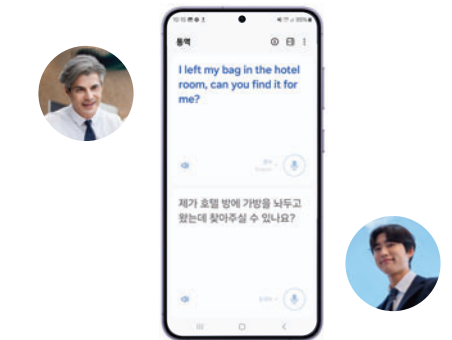 통역
I left my bag in the hotel
room, can you find it for
me?
제가 호텔 방에 가방을 놔두고
왔는데 찾아주실 수 있나요?